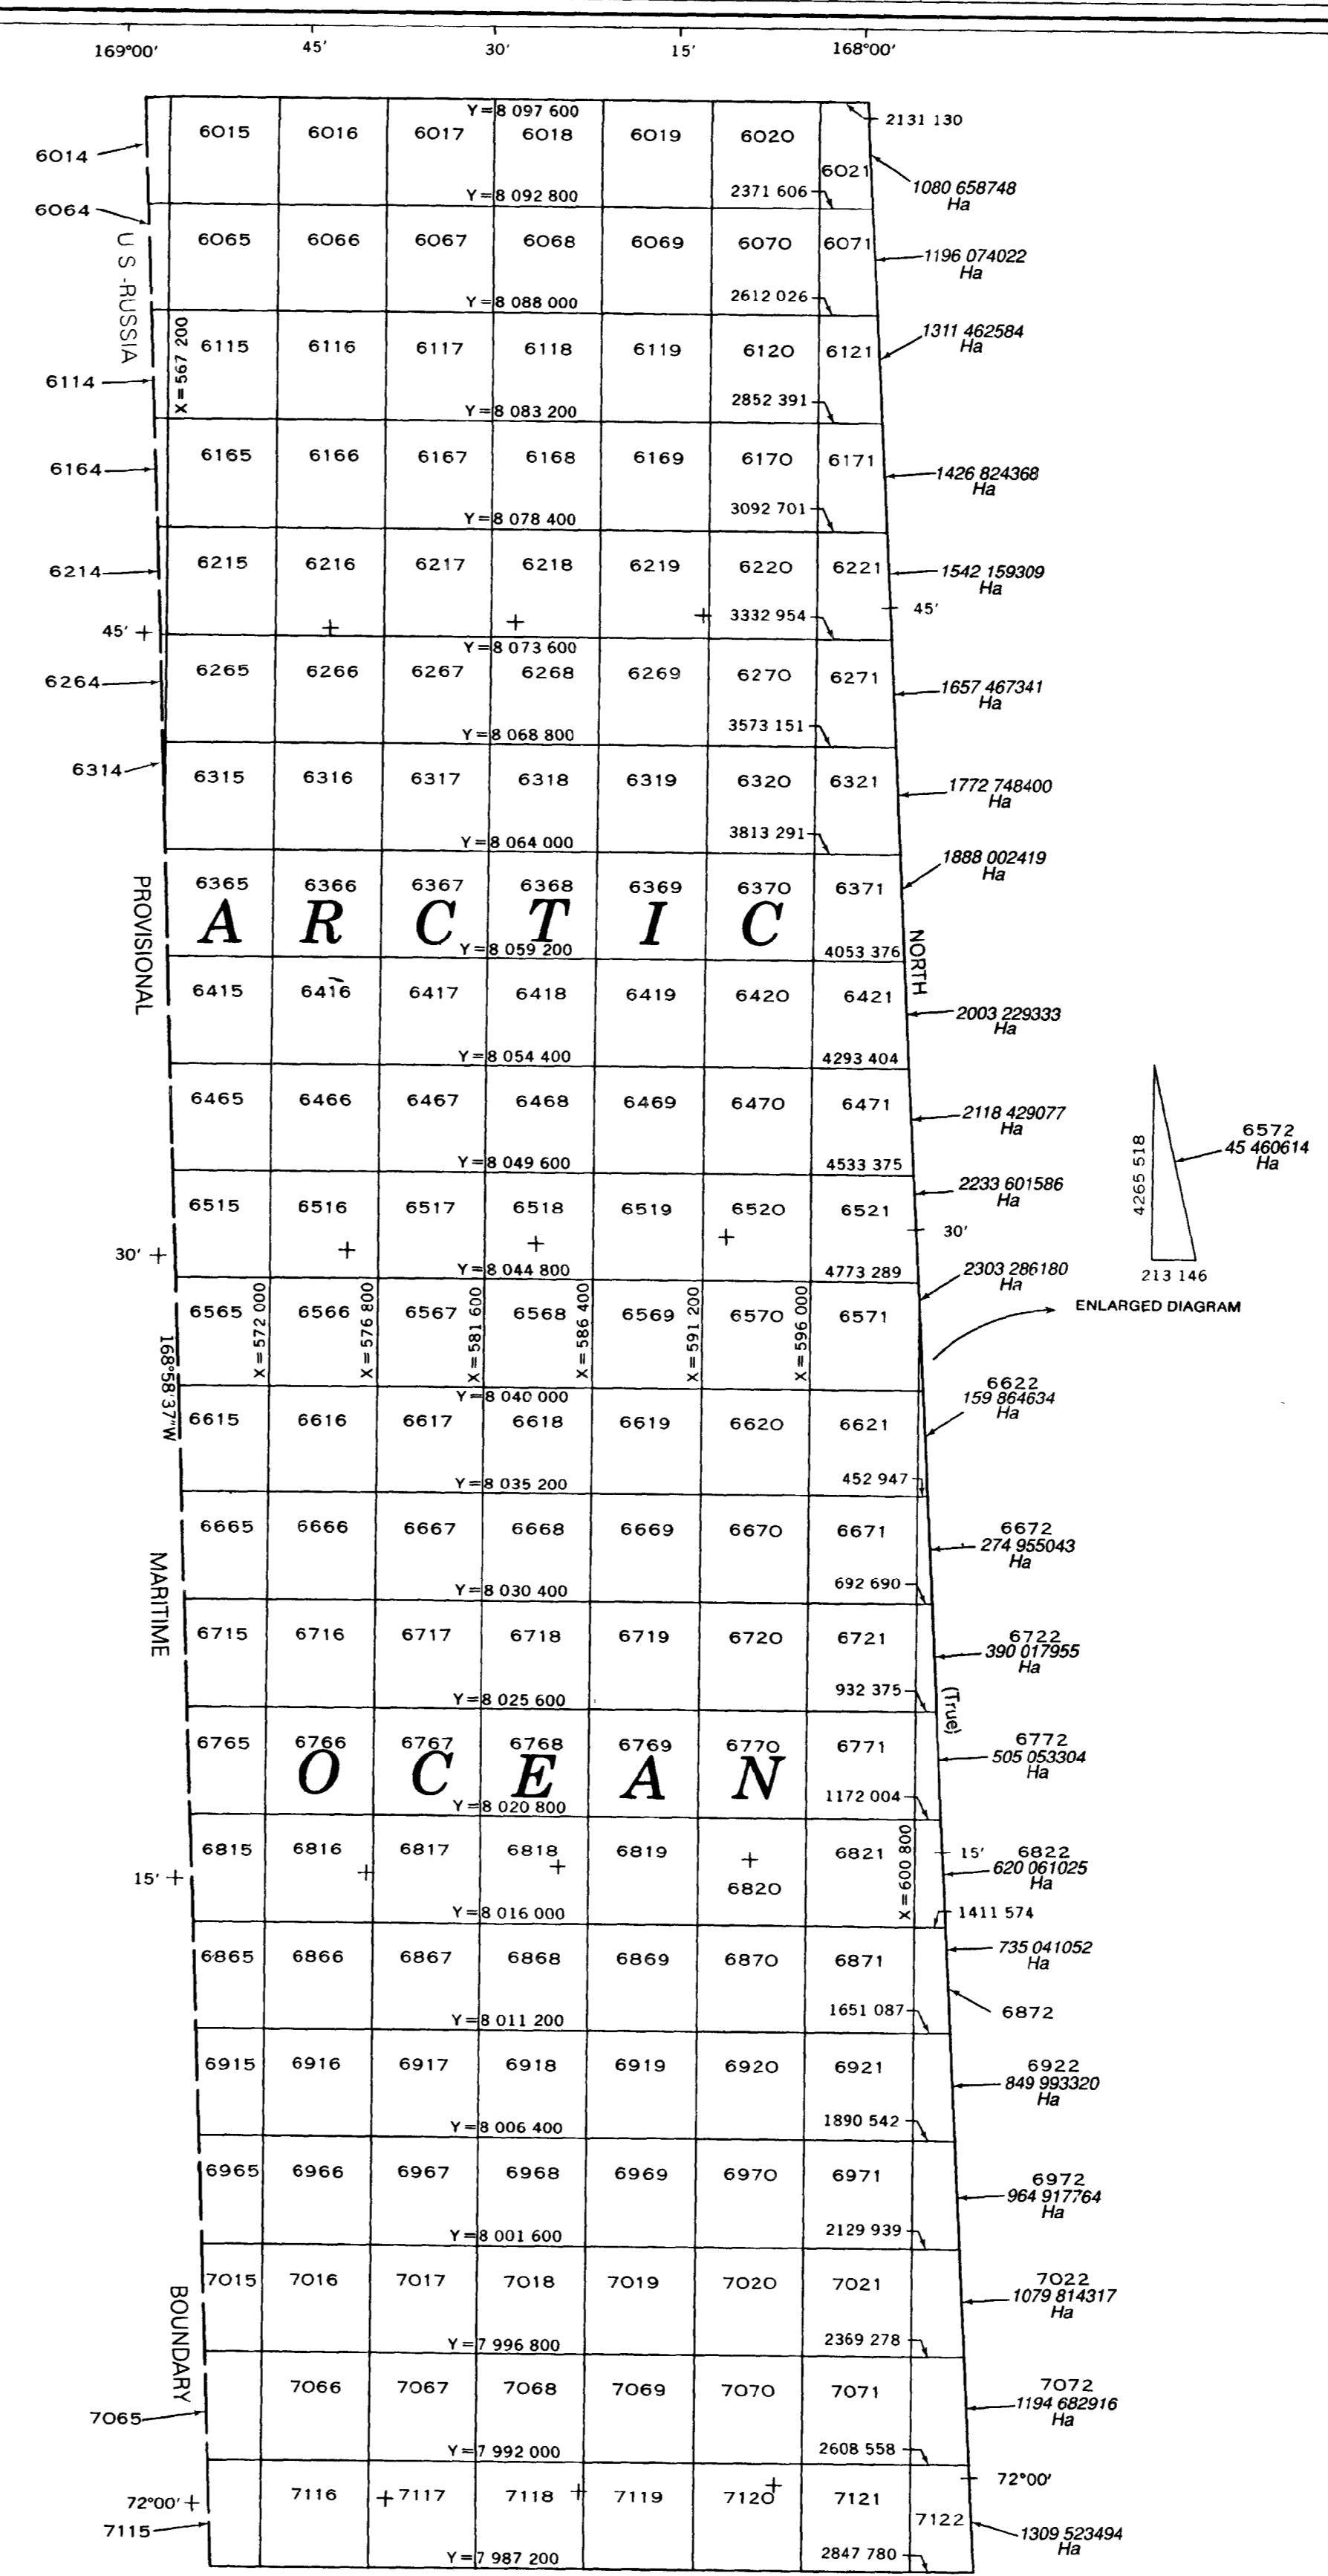 169°00' 45' 30' 15' 168°00'
Y=8 097 600
2131 130
6014
6015 6016 6017 6018 6019 6020 6021
1080 658748
Ha
Y=8 092 800
2371 606
6064
6065 6066 6067 6068 6069 6070 6071
1196 074022
Ha
Y=8 088 000
2612 026
X=567 200
6114
6115 6116 6117 6118 6119 6120 6121
1311 462584
Ha
Y=8 083 200
2852 391
6164
6165 6166 6167 6168 6169 6170 6171
1426 824368
Ha
Y=8 078 400
3092 701
6214
6215 6216 6217 6218 6219 6220 6221
1542 159309
Ha
45' 45'
3332 954
Y=8 073 600
6264
6265 6266 6267 6268 6269 6270 6271
1657 467341
Ha
Y=8 068 800
3573 151
6314
6315 6316 6317 6318 6319 6320 6321
1772 748400
Ha
Y=8 064 000
3813 291
6365 6366 6367 6368 6369 6370 6371
1888 002419
Ha
ARCTIC
Y=8 059 200
4053 376
6415 6416 6417 6418 6419 6420 6421
2003 229333
Ha
Y=8 054 400
4293 404
6465 6466 6467 6468 6469 6470 6471
2118 429077
Ha
Y=8 049 600
4533 375
6515 6516 6517 6518 6519 6520 6521
2233 601586
Ha
30' 30'
Y=8 044 800
4773 289
6565 6566 6567 6568 6569 6570 6571
2303 286180
Ha
X=572 000
X=576 800
X=581 600
X=586 400
X=591 200
X=596 000
4265 518
6572
45 460614
Ha
213 146
ENLARGED DIAGRAM
Y=8 040 000
6615 6616 6617 6618 6619 6620 6621
6622
159 864634
Ha
Y=8 035 200
452 947
6665 6666 6667 6668 6669 6670 6671
6672
274 955043
Ha
Y=8 030 400
692 690
6715 6716 6717 6718 6719 6720 6721
6722
390 017955
Ha
Y=8 025 600
932 375
6765 6766 6767 6768 6769 6770 6771
6772
505 053304
Ha
OCEAN
Y=8 020 800
1172 004
6815 6816 6817 6818 6819 6820 6821
X=600 800
15' 15'
6822
620 061025
Ha
Y=8 016 000
1411 574
6865 6866 6867 6868 6869 6870 6871
735 041052
Ha
6872
Y=8 011 200
1651 087
6915 6916 6917 6918 6919 6920 6921
6922
849 993320
Ha
Y=8 006 400
1890 542
6965 6966 6967 6968 6969 6970 6971
6972
964 917764
Ha
Y=8 001 600
2129 939
7015 7016 7017 7018 7019 7020 7021
7022
1079 814317
Ha
Y=7 996 800
2369 278
7065
7066 7067 7068 7069 7070 7071
7072
1194 682916
Ha
Y=7 992 000
2608 558
72°00' 72°00'
7115
7116 7117 7118 7119 7120 7121 7122
1309 523494
Ha
Y=7 987 200
2847 780
U S -RUSSIA
PROVISIONAL
168°58'37"W
MARITIME
BOUNDARY
NORTH
(True)